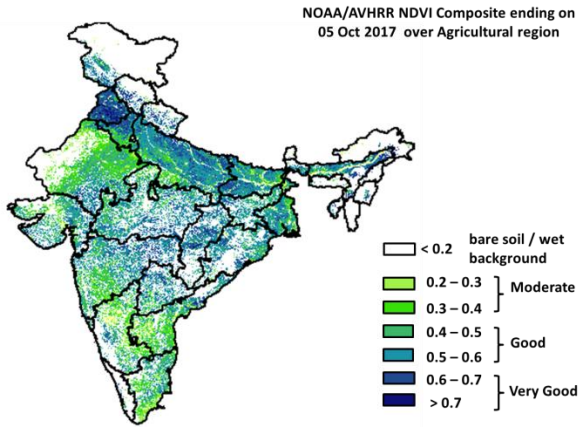 NOAA/AVHRR NDVI Composite ending on
05 Oct 2017 over Agricultural region
< 0.2 bare soil / wet
background
0.2 – 0.3
Moderate
0.3 – 0.4
0.4 – 0.5
Good
0.5 – 0.6
0.6 – 0.7
Very Good
> 0.7